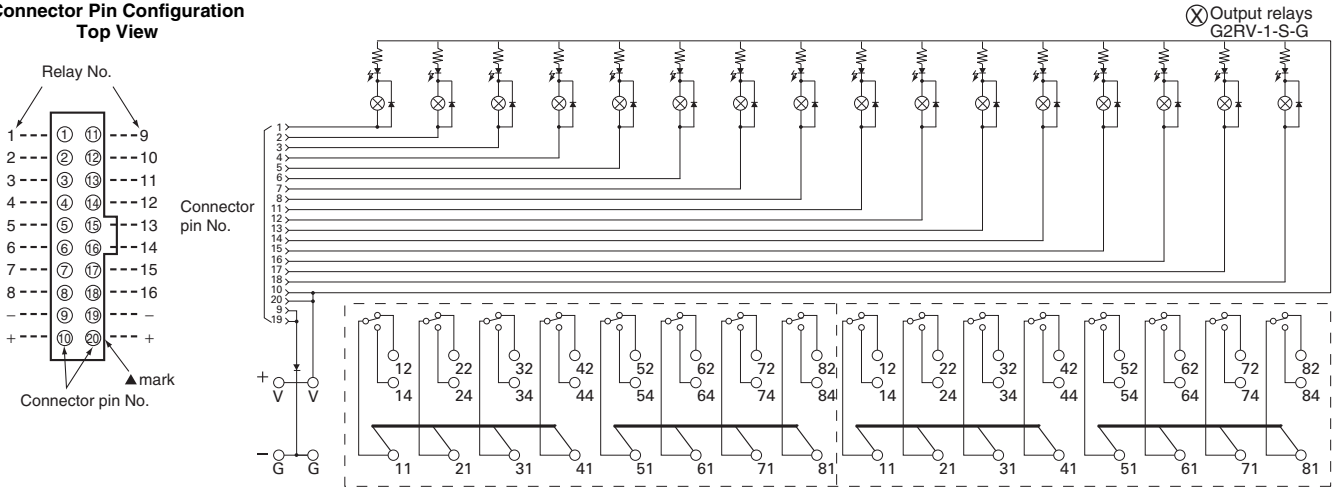 Connector Pin Configuration
Top View
Relay No.
1 ① ⑪ 9
2 ② ⑫ 10
3 ③ ⑬ 11
4 ④ ⑭ 12
5 ⑤ ⑮ 13
6 ⑥ ⑯ 14
7 ⑦ ⑰ 15
8 ⑧ ⑱ 16
– ⑨ ⑲ –
+ ⑩ ⑳ +
▲mark
Connector pin No.
Output relays
G2RV-1-S-G
Connector
pin No.
1
2
3
4
5
6
7
8
11
12
13
14
15
16
17
18
10
20
9
19
+
V V
–
G G
12 22 32 42 52 62 72 82 12 22 32 42 52 62 72 82
14 24 34 44 54 64 74 84 14 24 34 44 54 64 74 84
11 21 31 41 51 61 71 81 11 21 31 41 51 61 71 81